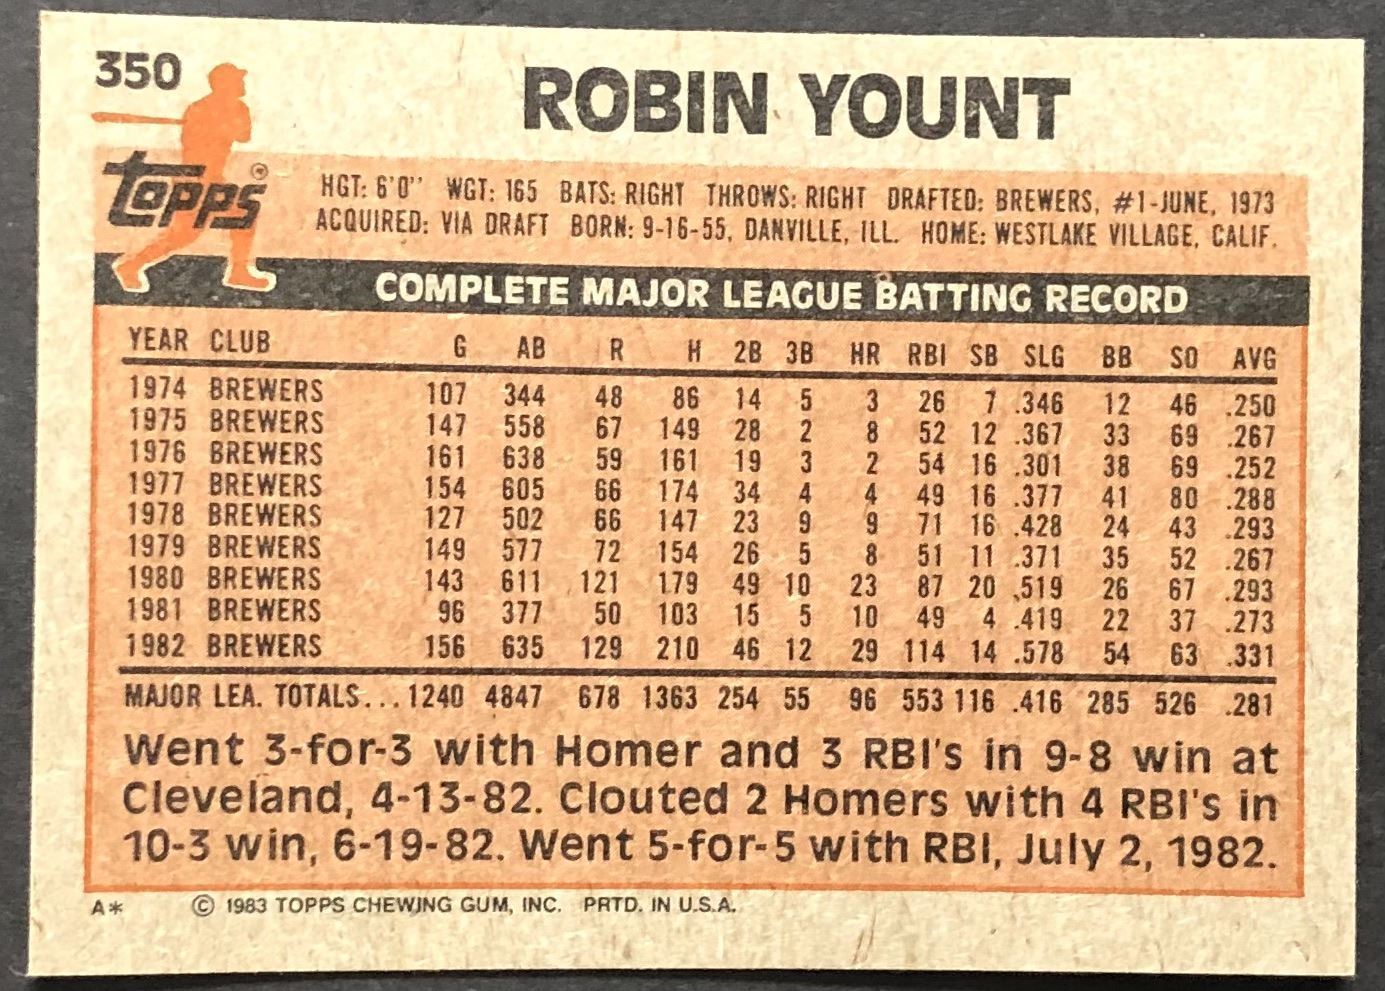 350
ROBIN YOUNT
topps®
HGT: 6'0" WGT: 165 BATS: RIGHT THROWS: RIGHT DRAFTED: BREWERS, #1-JUNE, 1973
ACQUIRED: VIA DRAFT BORN: 9-16-55, DANVILLE, ILL. HOME: WESTLAKE VILLAGE, CALIF.
COMPLETE MAJOR LEAGUE BATTING RECORD
YEAR CLUB G AB R H 2B 3B HR RBI SB SLG BB SO AVG
1974 BREWERS 107 344 48 86 14 5 3 26 7 .346 12 46 .250
1975 BREWERS 147 558 67 149 28 2 8 52 12 .367 33 69 .267
1976 BREWERS 161 638 59 161 19 3 2 54 16 .301 38 69 .252
1977 BREWERS 154 605 66 174 34 4 4 49 16 .377 41 80 .288
1978 BREWERS 127 502 66 147 23 9 9 71 16 .428 24 43 .293
1979 BREWERS 149 577 72 154 26 5 8 51 11 .371 35 52 .267
1980 BREWERS 143 611 121 179 49 10 23 87 20 .519 26 67 .293
1981 BREWERS 96 377 50 103 15 5 10 49 4 .419 22 37 .273
1982 BREWERS 156 635 129 210 46 12 29 114 14 .578 54 63 .331
MAJOR LEA. TOTALS...1240 4847 678 1363 254 55 96 553 116 .416 285 526 .281
Went 3-for-3 with Homer and 3 RBI's in 9-8 win at
Cleveland, 4-13-82. Clouted 2 Homers with 4 RBI's in
10-3 win, 6-19-82. Went 5-for-5 with RBI, July 2, 1982.
A* © 1983 TOPPS CHEWING GUM, INC. PRTD. IN U.S.A.